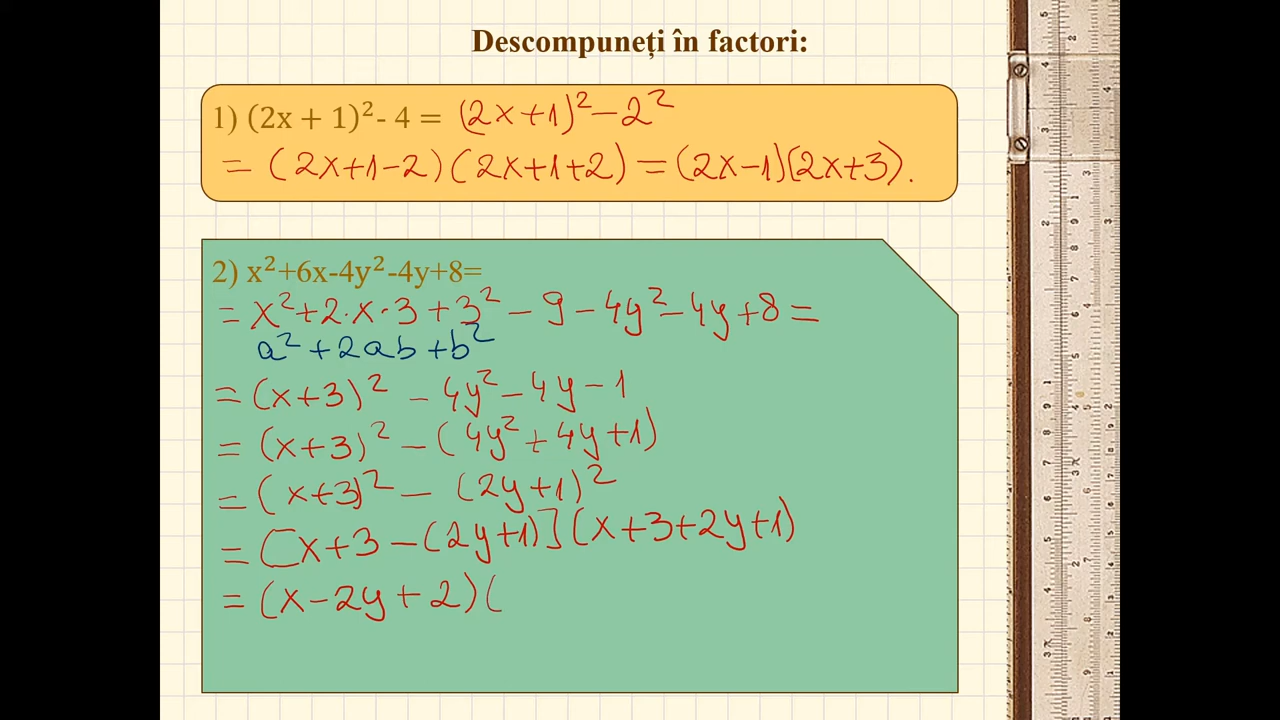 Descompuneți în factori:
1) (2x + 1)²- 4 = (2x+1)²-2²
= (2x+1-2)(2x+1+2) = (2x-1)(2x+3).
2) x²+6x-4y²-4y+8=
= x²+2·x·3+3²-9-4y²-4y+8=
a²+2ab+b²
= (x+3)² - 4y²-4y-1
= (x+3)² - (4y²+4y+1)
= (x+3)² - (2y+1)²
= [x+3-(2y+1)](x+3+2y+1)
= (x-2y+2)(